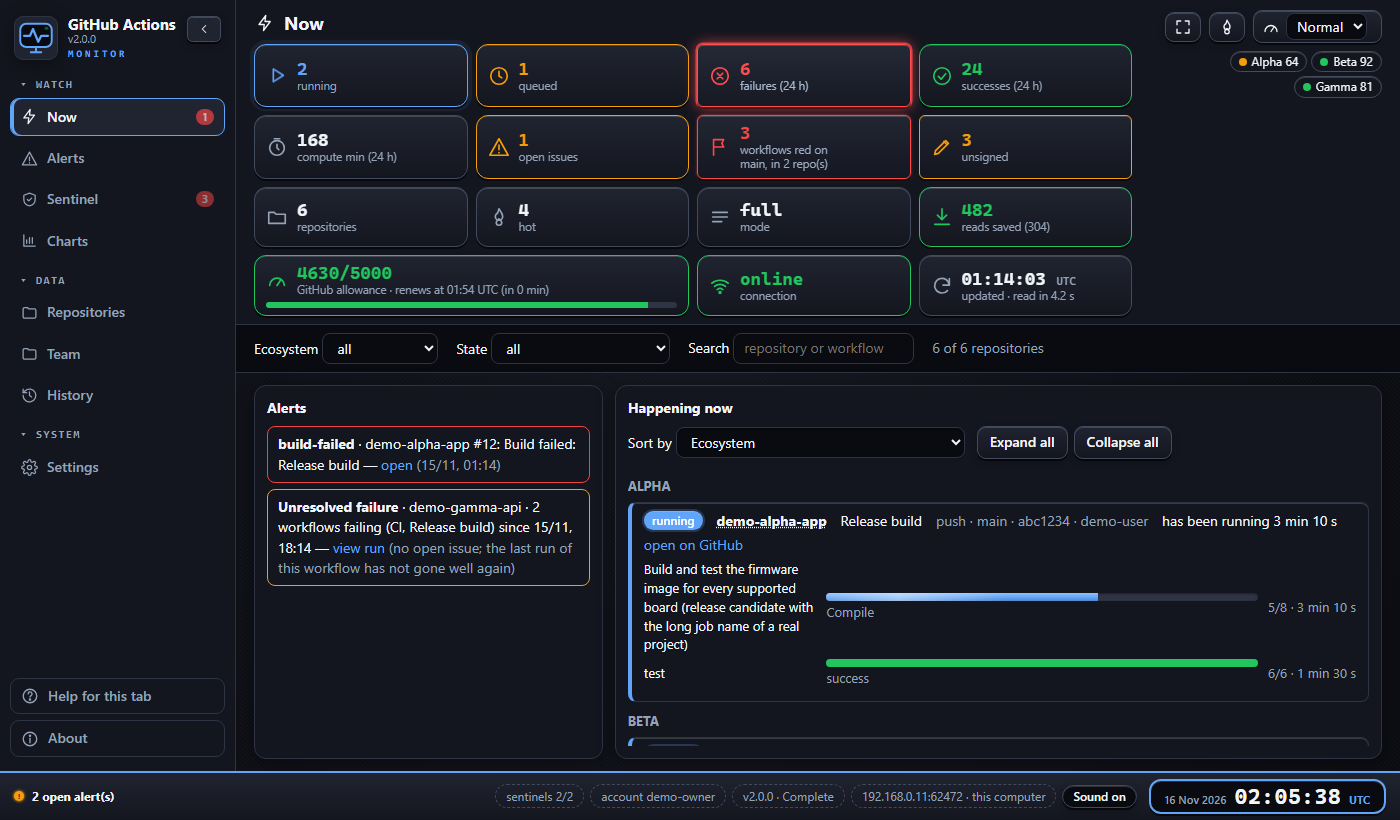 GitHub Actions
v2.0.0
MONITOR
WATCH
Now 1
Alerts
Sentinel 3
Charts
DATA
Repositories
Team
History
SYSTEM
Settings
Help for this tab
About
Now
Normal
Alpha 64
Beta 92
Gamma 81
2
running
1
queued
6
failures (24 h)
24
successes (24 h)
168
compute min (24 h)
1
open issues
3
workflows red on
main, in 2 repo(s)
3
unsigned
6
repositories
4
hot
full
mode
482
reads saved (304)
4630/5000
GitHub allowance · renews at 01:54 UTC (in 0 min)
online
connection
01:14:03 UTC
updated · read in 4.2 s
Ecosystem all State all Search repository or workflow 6 of 6 repositories
Alerts
build-failed · demo-alpha-app #12: Build failed:
Release build — open (15/11, 01:14)
Unresolved failure · demo-gamma-api · 2
workflows failing (CI, Release build) since 15/11,
18:14 — view run (no open issue; the last run of
this workflow has not gone well again)
Happening now
Sort by Ecosystem Expand all Collapse all
ALPHA
running demo-alpha-app Release build push · main · abc1234 · demo-user has been running 3 min 10 s
open on GitHub
Build and test the firmware
image for every supported
board (release candidate with
the long job name of a real
project)
Compile
5/8 · 3 min 10 s
test
success
6/6 · 1 min 30 s
BETA
2 open alert(s)
sentinels 2/2
account demo-owner
v2.0.0 · Complete
192.168.0.11:62472 · this computer
Sound on
16 Nov 2026 02:05:38 UTC